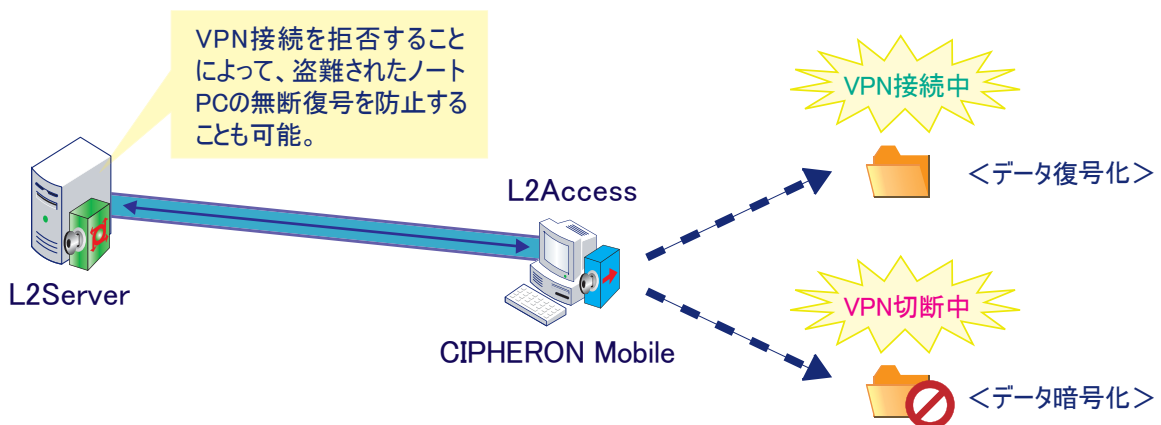 VPN接続を拒否すること
によって、盗難されたノート
PCの無断復号を防止する
ことも可能。
VPN接続中
L2Access
＜データ復号化＞
L2Server
VPN切断中
CIPHERON Mobile
＜データ暗号化＞